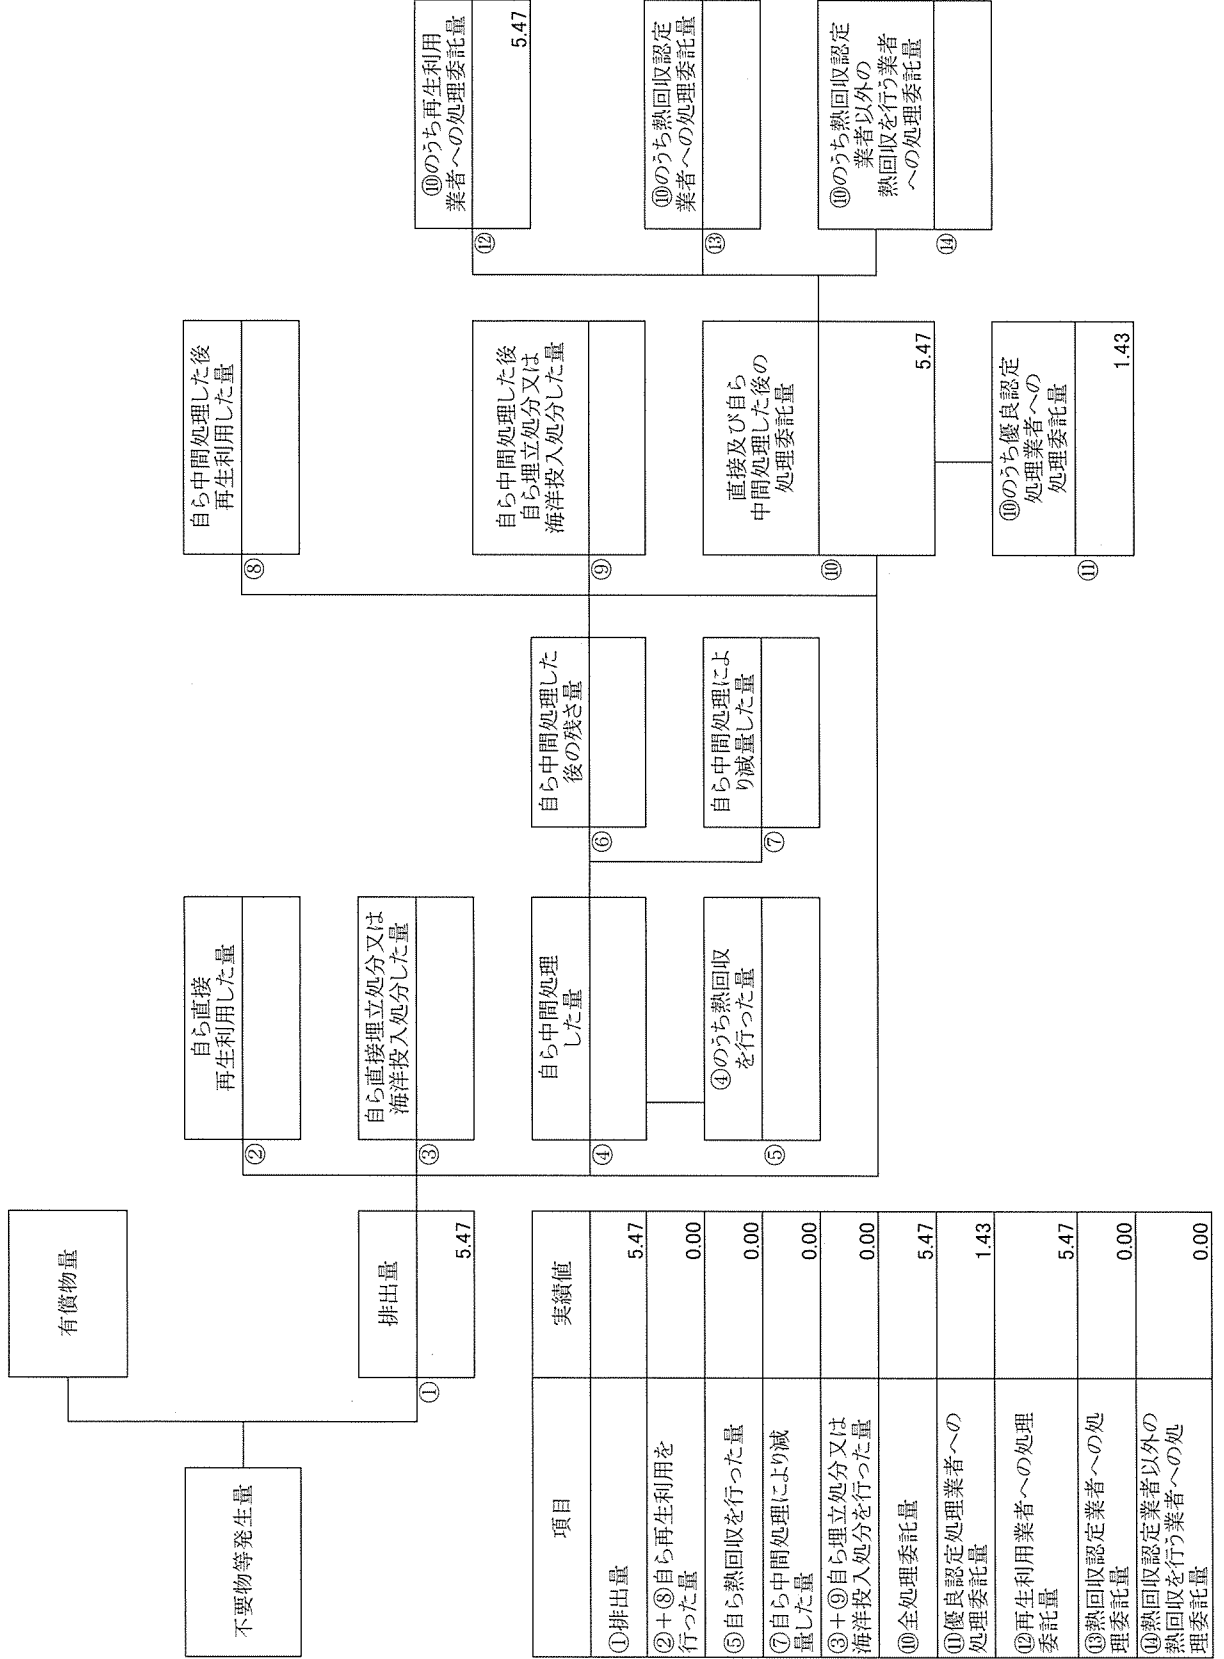 不要物等発生量
有償物量
①
排出量
5.47
②
自ら直接
再生利用した量
③
自ら直接埋立処分又は
海洋投入処分した量
④
自ら中間処理
した量
⑤
④のうち熱回収
を行った量
⑥
自ら中間処理した
後の残さ量
⑦
自ら中間処理によ
り減量した量
⑧
自ら中間処理した後
再生利用した量
⑨
自ら中間処理した後
自ら埋立処分又は
海洋投入処分した量
⑩
直接及び自ら
中間処理した後の
処理委託量
5.47
⑪
⑩のうち優良認定
処理業者への
処理委託量
1.43
⑫
⑩のうち再生利用
業者への処理委託量
5.47
⑬
⑩のうち熱回収認定
業者への処理委託量
⑭
⑩のうち熱回収認定
業者以外の
熱回収を行う業者
への処理委託量
項目
実績値
①排出量
5.47
②+⑧自ら再生利用を
行った量
0.00
⑤自ら熱回収を行った量
0.00
⑦自ら中間処理により減
量した量
0.00
③+⑨自ら埋立処分又は
海洋投入処分を行った量
0.00
⑩全処理委託量
5.47
⑪優良認定処理業者への
処理委託量
1.43
⑫再生利用業者への処理
委託量
5.47
⑬熱回収認定業者への処
理委託量
0.00
⑭熱回収認定業者以外の
熱回収を行う業者への処
理委託量
0.00